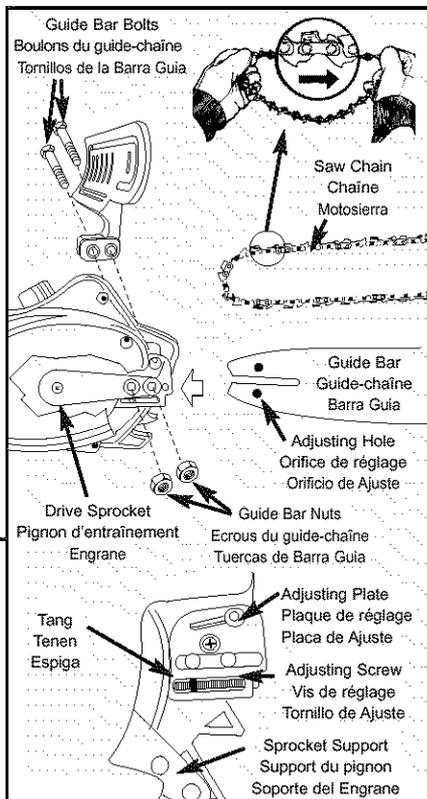 Guide Bar Bolts
Boulons du guide-chaîne
Tornillos de la Barra Guia
Saw Chain
Chaîne
Motosierra
Guide Bar
Guide-chaîne
Barra Guia
Adjusting Hole
Orifice de réglage
Orificio de Ajuste
Drive Sprocket
Pignon d'entraînement
Engrane
Guide Bar Nuts
Ecrous du guide-chaîne
Tuercas de Barra Guia
Adjusting Plate
Plaque de réglage
Placa de Ajuste
Tang
Tenen
Espiga
Adjusting Screw
Vis de réglage
Tornillo de Ajuste
Sprocket Support
Support du pignon
Soporte del Engrane